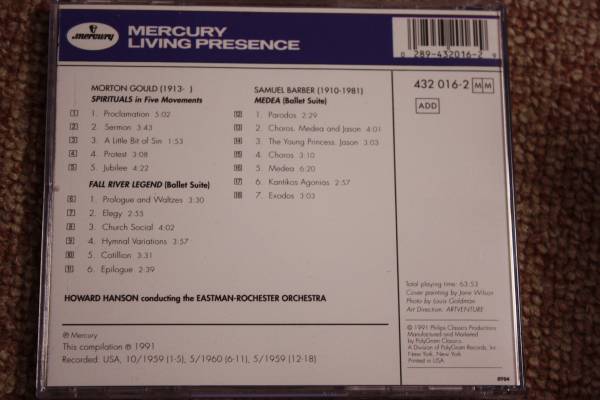 Mercury
MERCURY
LIVING PRESENCE
0 289-432016-2 9
432 016-2 MM
ADD
MORTON GOULD (1913- )
SPIRITUALS in Five Movements
1 1. Proclamation 5:02
2 2. Sermon 3:43
3 3. A Little Bit of Sin 1:53
4 4. Protest 3:08
5 5. Jubilee 4:22
FALL RIVER LEGEND (Ballet Suite)
6 1. Prologue and Waltzes 3:30
7 2. Elegy 2:55
8 3. Church Social 4:02
9 4. Hymnal Variations 3:57
10 5. Cotillion 3:31
11 6. Epilogue 2:39
SAMUEL BARBER (1910-1981)
MEDEA (Ballet Suite)
12 1. Parodos 2:29
13 2. Choros. Medea and Jason 4:01
14 3. The Young Princess. Jason 3:03
15 4. Choros 3:10
16 5. Medea 6:20
17 6. Kantikos Agonias 2:57
18 7. Exodos 3:03
HOWARD HANSON conducting the EASTMAN-ROCHESTER ORCHESTRA
℗ Mercury
This compilation ℗ 1991
Recorded: USA, 10/1959 (1-5), 5/1960 (6-11), 5/1959 (12-18)
Total playing time: 63:53
Cover painting by Jane Wilson
Photo by Louis Goldman
Art Direction: ARTVENTURE
© 1991 Philips Classics Productions
Manufactured and Marketed
by PolyGram Classics,
A Division of PolyGram Records, Inc.
New York, New York
Printed in USA